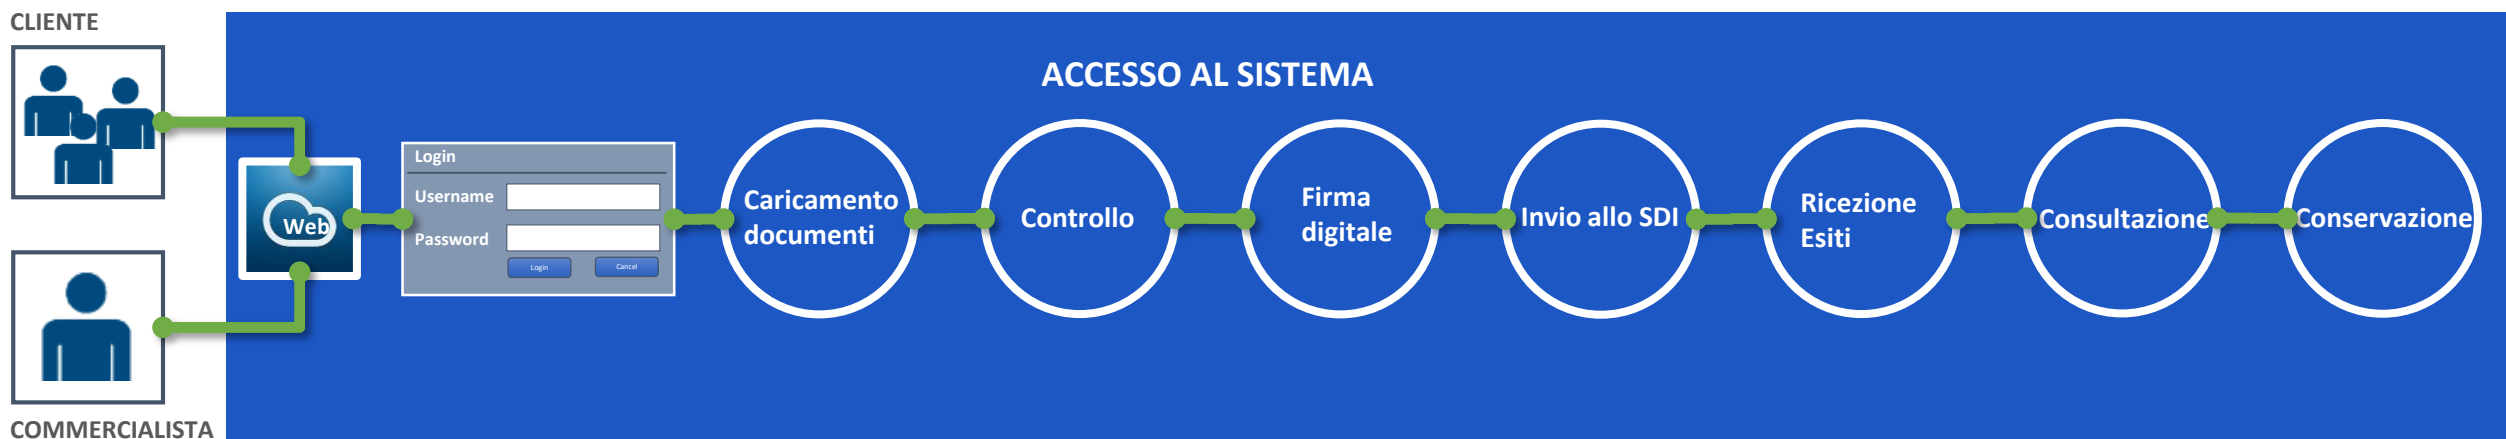 CLIENTE
ACCESSO AL SISTEMA
Web
Login
Username
Password
Login
Cancel
Caricamento
documenti
Controllo
Firma
digitale
Invio allo SDI
Ricezione
Esiti
Consultazione
Conservazione
COMMERCIALISTA